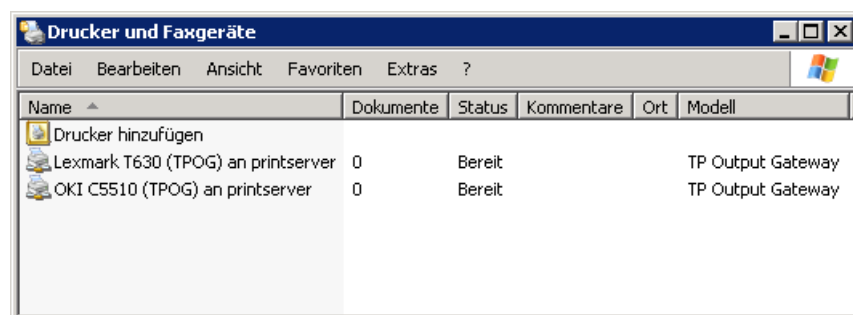 Drucker und Faxgeräte
Datei Bearbeiten Ansicht Favoriten Extras ?
Name Dokumente Status Kommentare Ort Modell
Drucker hinzufügen
Lexmark T630 (TPOG) an printserver 0 Bereit TP Output Gateway
OKI C5510 (TPOG) an printserver 0 Bereit TP Output Gateway